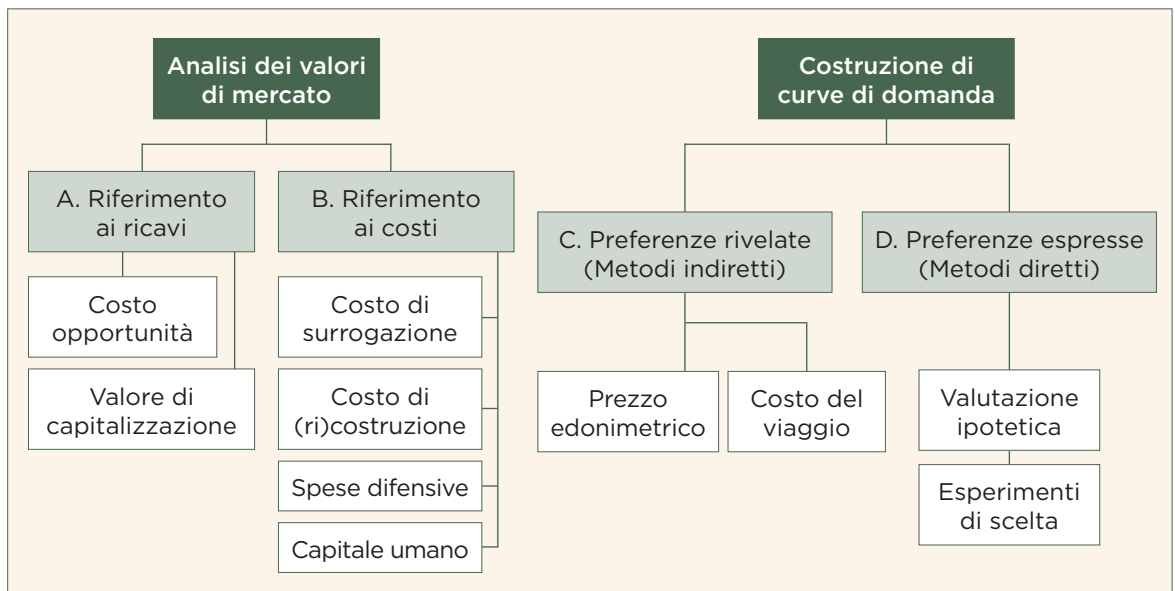 Analisi dei valori
di mercato
Costruzione di
curve di domanda
A. Riferimento
ai ricavi
B. Riferimento
ai costi
C. Preferenze rivelate
(Metodi indiretti)
D. Preferenze espresse
(Metodi diretti)
Costo
opportunità
Valore di
capitalizzazione
Costo di
surrogazione
Costo di
(ri)costruzione
Spese difensive
Capitale umano
Prezzo
edonimetrico
Costo del
viaggio
Valutazione
ipotetica
Esperimenti
di scelta